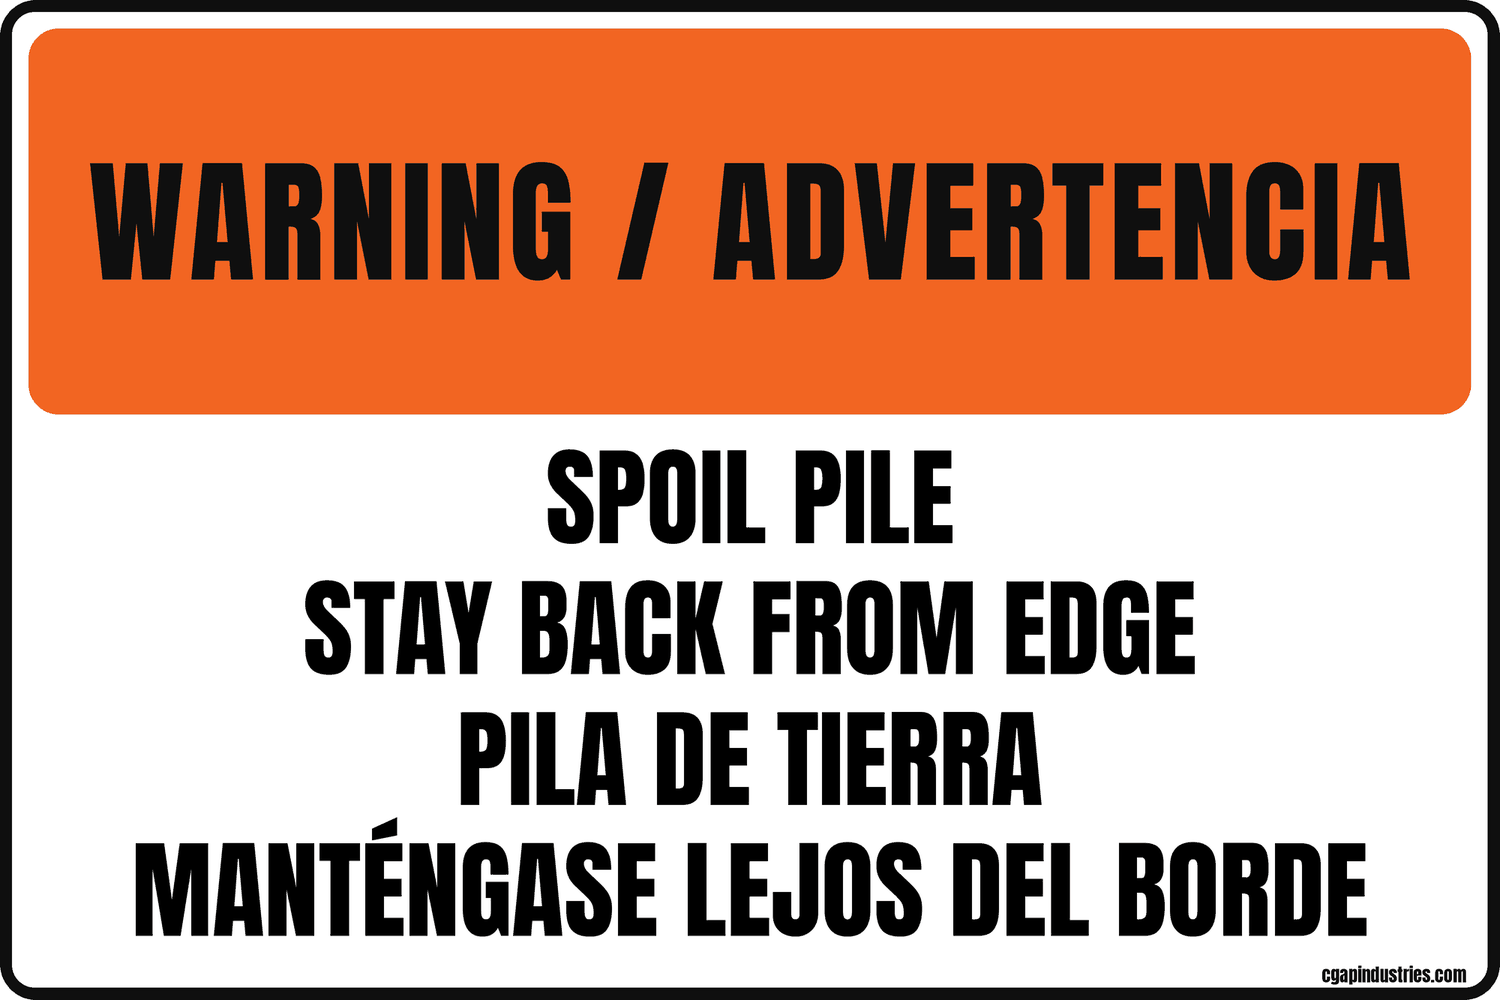 WARNING / ADVERTENCIA
SPOIL PILE
STAY BACK FROM EDGE
PILA DE TIERRA
MANTÉNGASE LEJOS DEL BORDE
cgapindustries.com